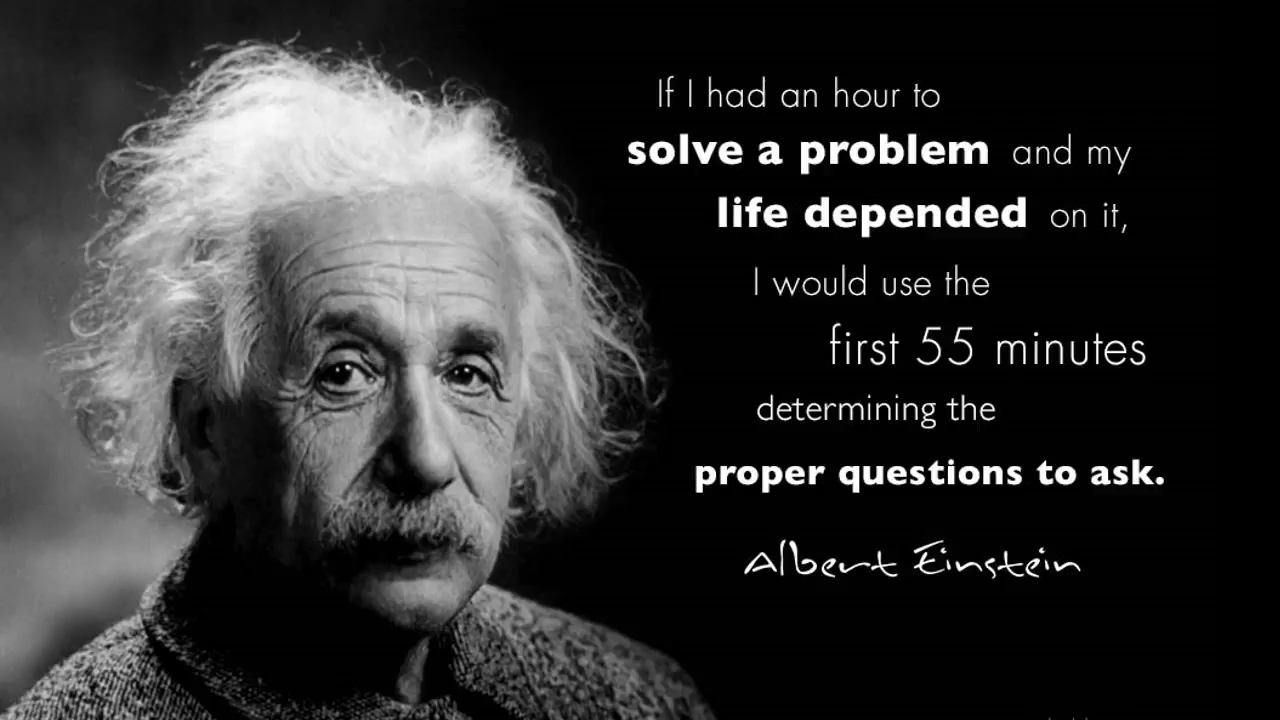 If I had an hour to
solve a problem and my
life depended on it,
I would use the
first 55 minutes
determining the
proper questions to ask.
Albert Einstein